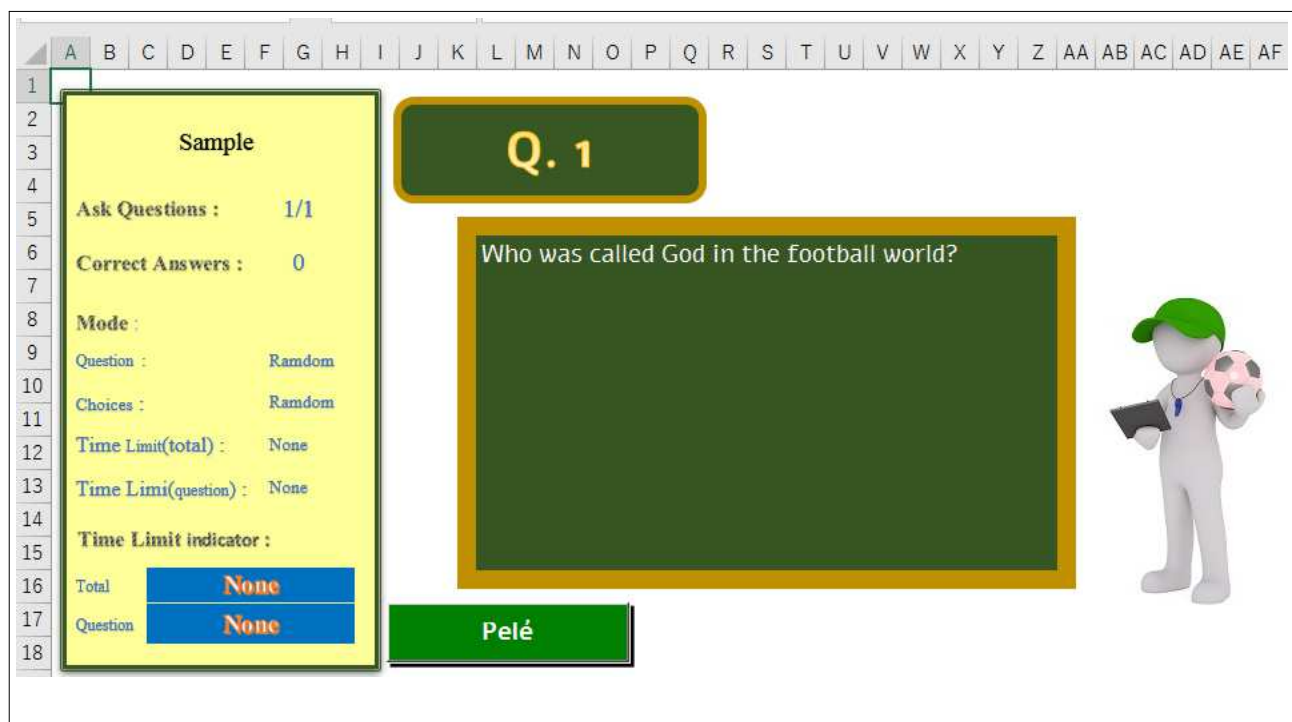 A B C D E F G H I J K L M N O P Q R S T U V W X Y Z AA AB AC AD AE AF
1
2
3
4
5
6
7
8
9
10
11
12
13
14
15
16
17
18
Sample
Ask Questions : 1/1
Correct Answers : 0
Mode :
Question : Ramdom
Choices : Ramdom
Time Limit(total) : None
Time Limi(question) : None
Time Limit indicator :
Total None
Question None
Q. 1
Who was called God in the football world?
Pelé